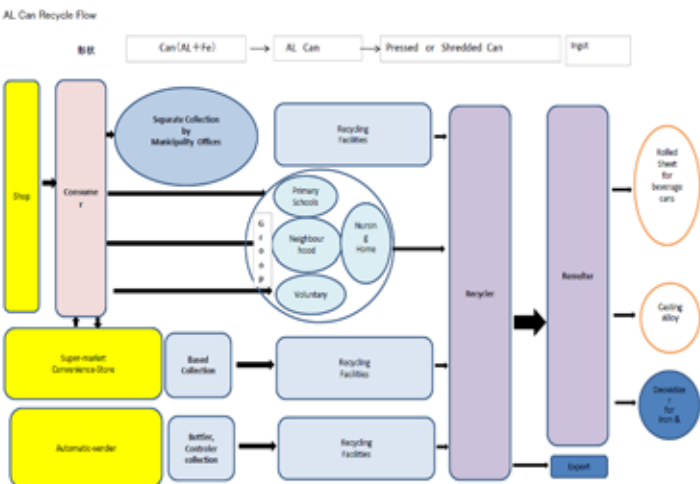 AL Can Recycle Flow
形状
Can(AL+Fe)
AL Can
Pressed or Shredded Can
Ingot
Shop
Consume
r
Separate Collection
by
Municipality Offices
Recycling
Facilities
Primary
Schools
G
r
o
o
p
Neighbour
hood
Nursin
g
Home
Voluntary
Recycler
Remelter
Rolled
Sheet
for
beverage
cans
Casting
alloy
Deoxidize
r
for
Iron &
Super-market
Convenience-Store
Based
Collection
Recycling
Facilities
Automatic-vender
Bottler,
Controler
collection
Recycling
Facilities
Export